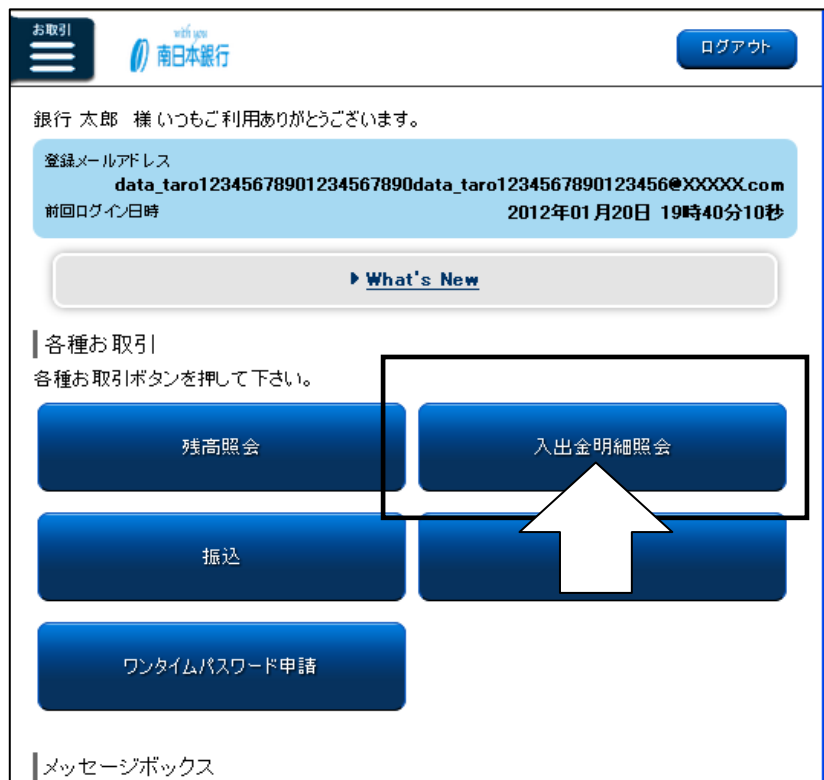 お取引
with you
南日本銀行
ログアウト
銀行 太郎 様 いつもご利用ありがとうございます。
登録メールアドレス
data_taro12345678901234567890data_taro1234567890123456@XXXXX.com
前回ログイン日時
2012年01月20日 19時40分10秒
What's New
各種お取引
各種お取引ボタンを押して下さい。
残高照会
入出金明細照会
振込
ワンタイムパスワード申請
メッセージボックス